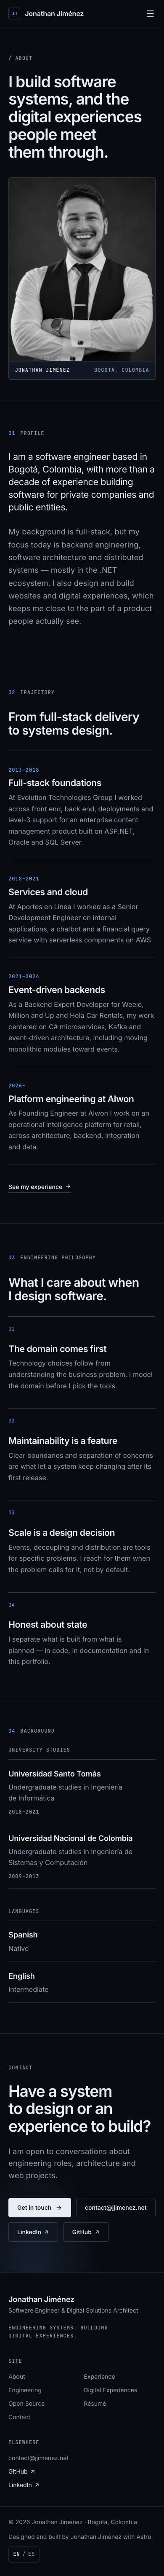 JJ Jonathan Jiménez
/ ABOUT
I build software
systems, and the
digital experiences
people meet
them through.
JONATHAN JIMÉNEZ BOGOTÁ, COLOMBIA
01 PROFILE
I am a software engineer based in
Bogotá, Colombia, with more than a
decade of experience building
software for private companies and
public entities.
My background is full-stack, but my
focus today is backend engineering,
software architecture and distributed
systems — mostly in the .NET
ecosystem. I also design and build
websites and digital experiences, which
keeps me close to the part of a product
people actually see.
02 TRAJECTORY
From full-stack delivery
to systems design.
2013–2018
Full-stack foundations
At Evolution Technologies Group I worked
across front end, back end, deployments and
level-3 support for an enterprise content
management product built on ASP.NET,
Oracle and SQL Server.
2018–2021
Services and cloud
At Aportes en Línea I worked as a Senior
Development Engineer on internal
applications, a chatbot and a financial query
service with serverless components on AWS.
2021–2024
Event-driven backends
As a Backend Expert Developer for Weelo,
Million and Up and Hola Car Rentals, my work
centered on C# microservices, Kafka and
event-driven architecture, including moving
monolithic modules toward events.
2026–
Platform engineering at Alwon
As Founding Engineer at Alwon I work on an
operational intelligence platform for retail,
across architecture, backend, integration
and data.
See my experience →
03 ENGINEERING PHILOSOPHY
What I care about when
I design software.
01
The domain comes first
Technology choices follow from
understanding the business problem. I model
the domain before I pick the tools.
02
Maintainability is a feature
Clear boundaries and separation of concerns
are what let a system keep changing after its
first release.
03
Scale is a design decision
Events, decoupling and distribution are tools
for specific problems. I reach for them when
the problem calls for it, not by default.
04
Honest about state
I separate what is built from what is
planned — in code, in documentation and in
this portfolio.
04 BACKGROUND
UNIVERSITY STUDIES
Universidad Santo Tomás
Undergraduate studies in Ingeniería
de Informática
2018–2021
Universidad Nacional de Colombia
Undergraduate studies in Ingeniería de
Sistemas y Computación
2009–2013
LANGUAGES
Spanish
Native
English
Intermediate
CONTACT
Have a system
to design or an
experience to build?
I am open to conversations about
engineering roles, architecture and
web projects.
Get in touch → contact@jjimenez.net
LinkedIn ↗ GitHub ↗
Jonathan Jiménez
Software Engineer & Digital Solutions Architect
ENGINEERING SYSTEMS. BUILDING
DIGITAL EXPERIENCES.
SITE
About Experience
Engineering Digital Experiences
Open Source Résumé
Contact
ELSEWHERE
contact@jjimenez.net
GitHub ↗
LinkedIn ↗
© 2026 Jonathan Jiménez · Bogotá, Colombia
Designed and built by Jonathan Jiménez with Astro.
EN / ES